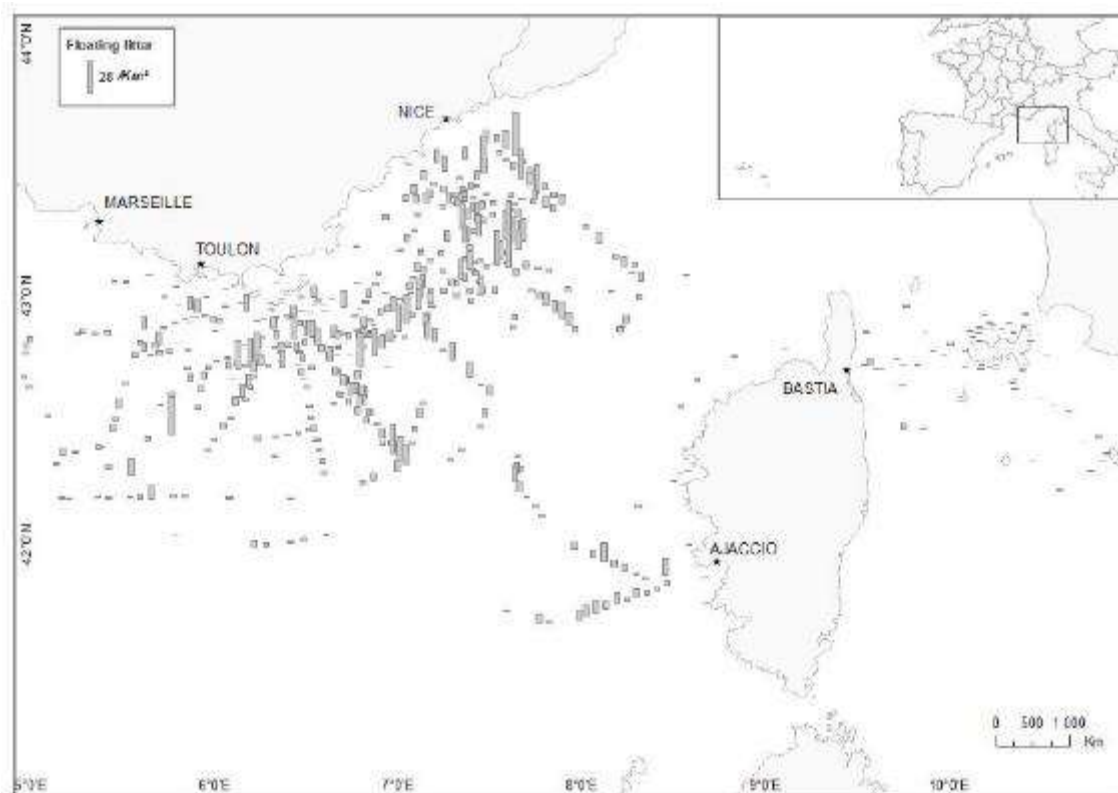 44°0'N
Floating litter
28 /Km²
NICE
MARSEILLE
TOULON
43°0'N
BASTIA
42°0'N
AJACCIO
0 500 1 000
Km
5°0'E 6°0'E 7°0'E 8°0'E 9°0'E 10°0'E